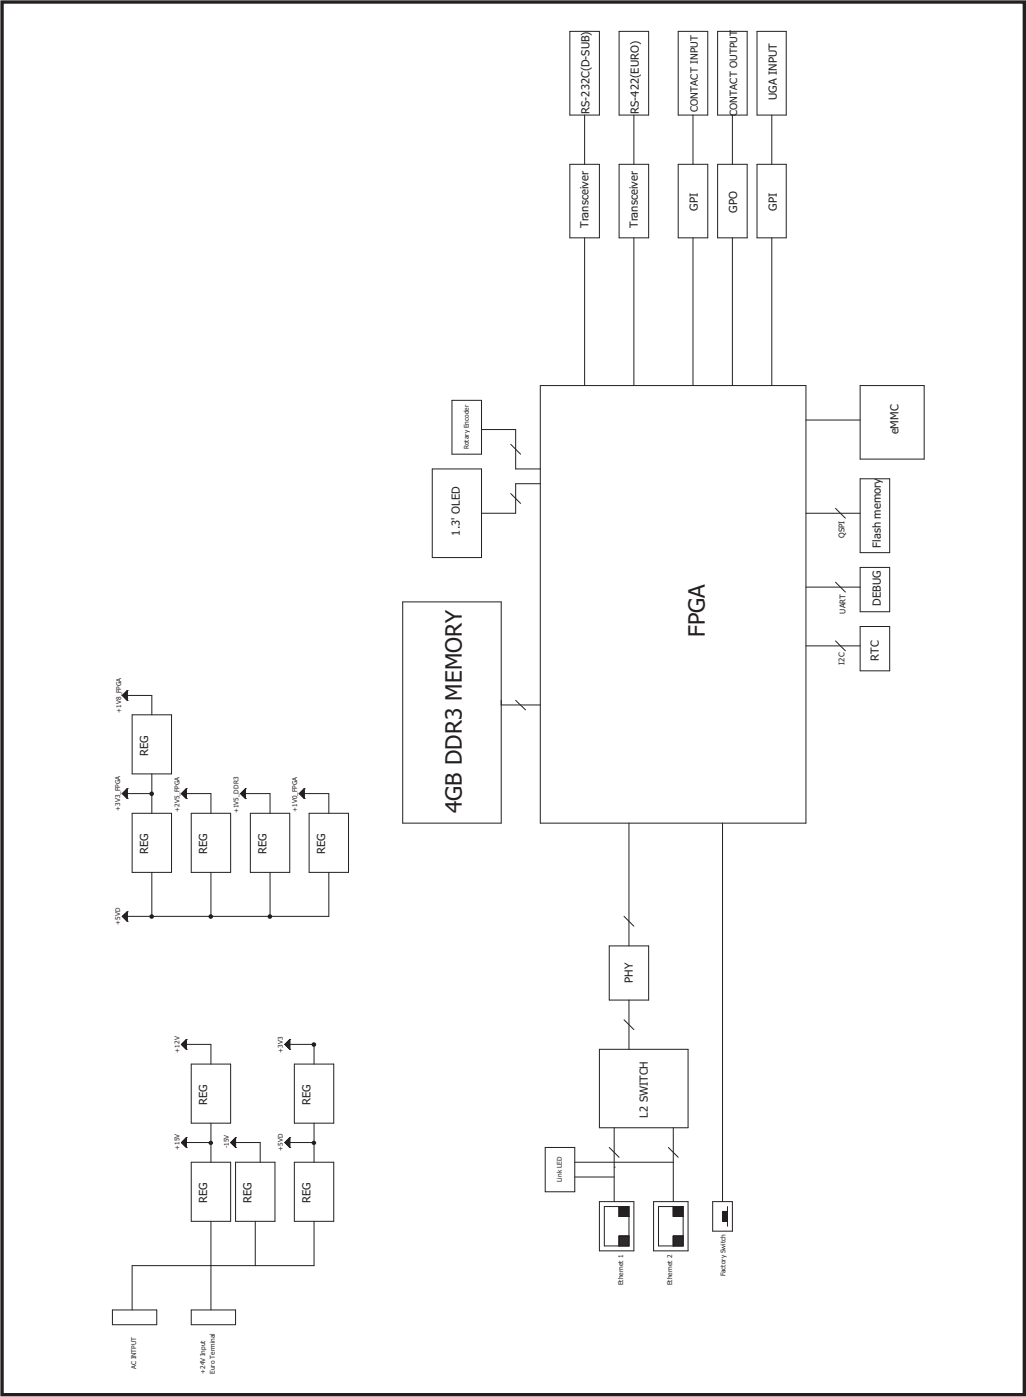 RS-232C(D-SUB)
RS-422(EURO)
CONTACT INPUT
CONTACT OUTPUT
UGA INPUT
Transceiver
Transceiver
GPI
GPO
GPI
Rotary Encoder
1.3' OLED
4GB DDR3 MEMORY
FPGA
eMMC
Flash memory
QSPI
DEBUG
UART
RTC
I2C
+1V8_FPGA
REG
+3V3_FPGA
+2V5_FPGA
+1V5_DDR3
+1V0_FPGA
REG
REG
REG
REG
+5VD
PHY
L2 SWITCH
Link LED
Ethernet 1
Ethernet 2
Factory Switch
+12V
+3V3
REG
REG
+15V
-15V
+5VD
REG
REG
REG
AC INTPUT
+24V Input
Euro Terminal